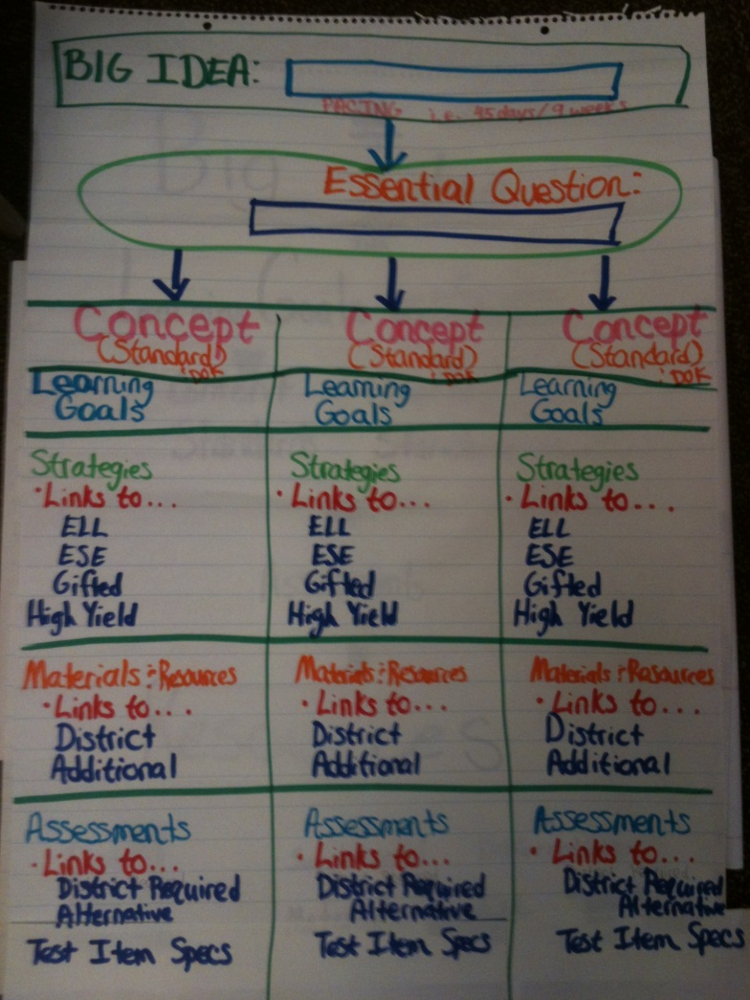 BIG IDEA:
PACING i.e. 45 days/9 weeks
Essential Question:
Concept Concept Concept
(Standard) (Standard) (Standard)
: DOK : DOK : DOK
Learning Learning Learning
Goals Goals Goals
Strategies Strategies Strategies
• Links to... • Links to... • Links to...
ELL ELL ELL
ESE ESE ESE
Gifted Gifted Gifted
High Yield High Yield High Yield
Materials : Resources Materials : Resources Materials : Resources
• Links to... • Links to... • Links to...
District District District
Additional Additional Additional
Assessments Assessments Assessments
• Links to... • Links to... • Links to...
District Required District Required District Required
Alternative Alternative Alternative
Test Item Specs Test Item Specs Test Item Specs